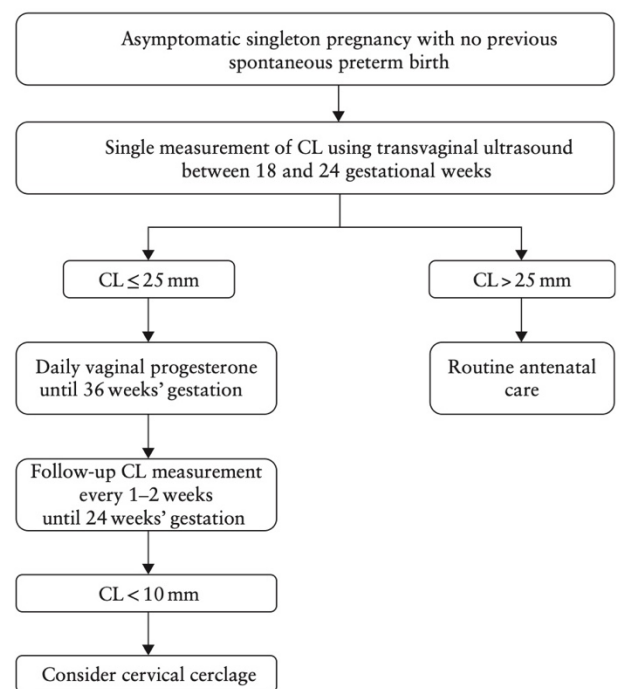 Asymptomatic singleton pregnancy with no previous
spontaneous preterm birth
Single measurement of CL using transvaginal ultrasound
between 18 and 24 gestational weeks
CL ≤ 25 mm
CL > 25 mm
Daily vaginal progesterone
until 36 weeks' gestation
Routine antenatal
care
Follow-up CL measurement
every 1–2 weeks
until 24 weeks' gestation
CL < 10 mm
Consider cervical cerclage